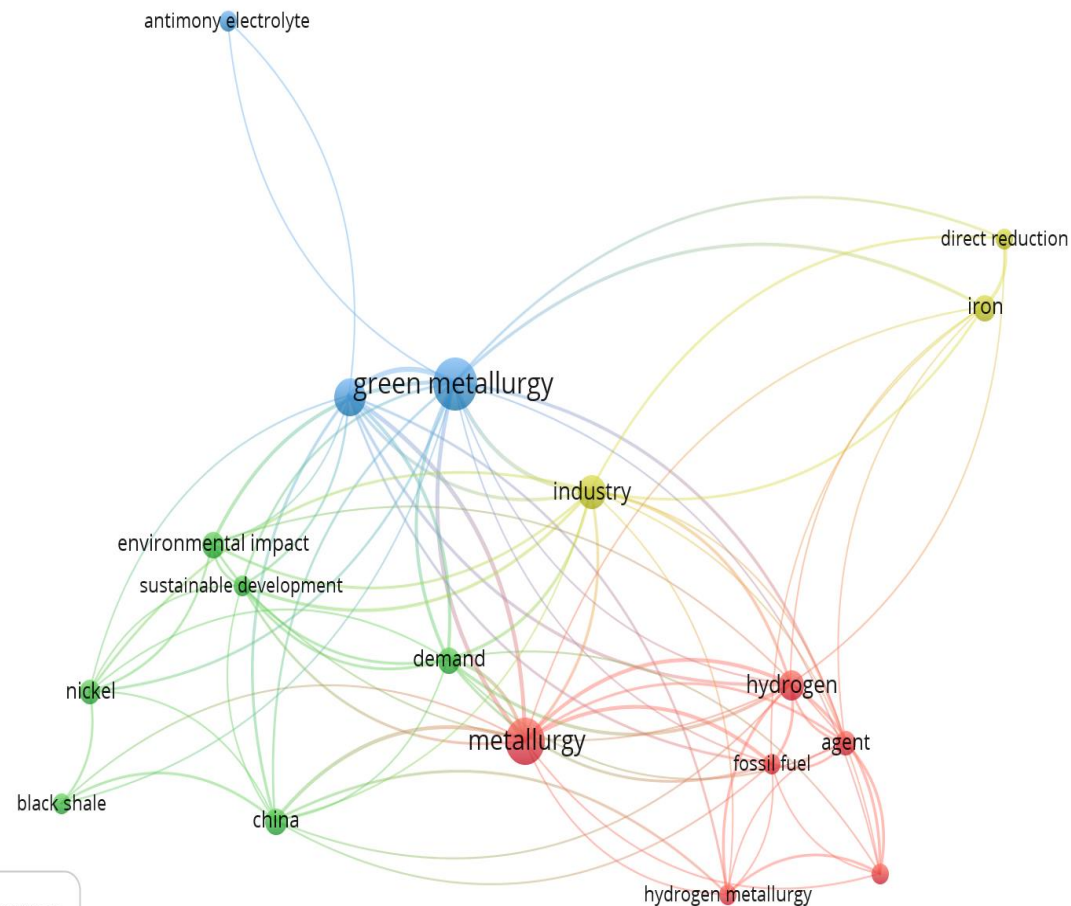 antimony electrolyte
direct reduction
iron
green metallurgy
industry
environmental impact
sustainable development
demand
nickel
hydrogen
metallurgy
agent
fossil fuel
black shale
china
hydrogen metallurgy